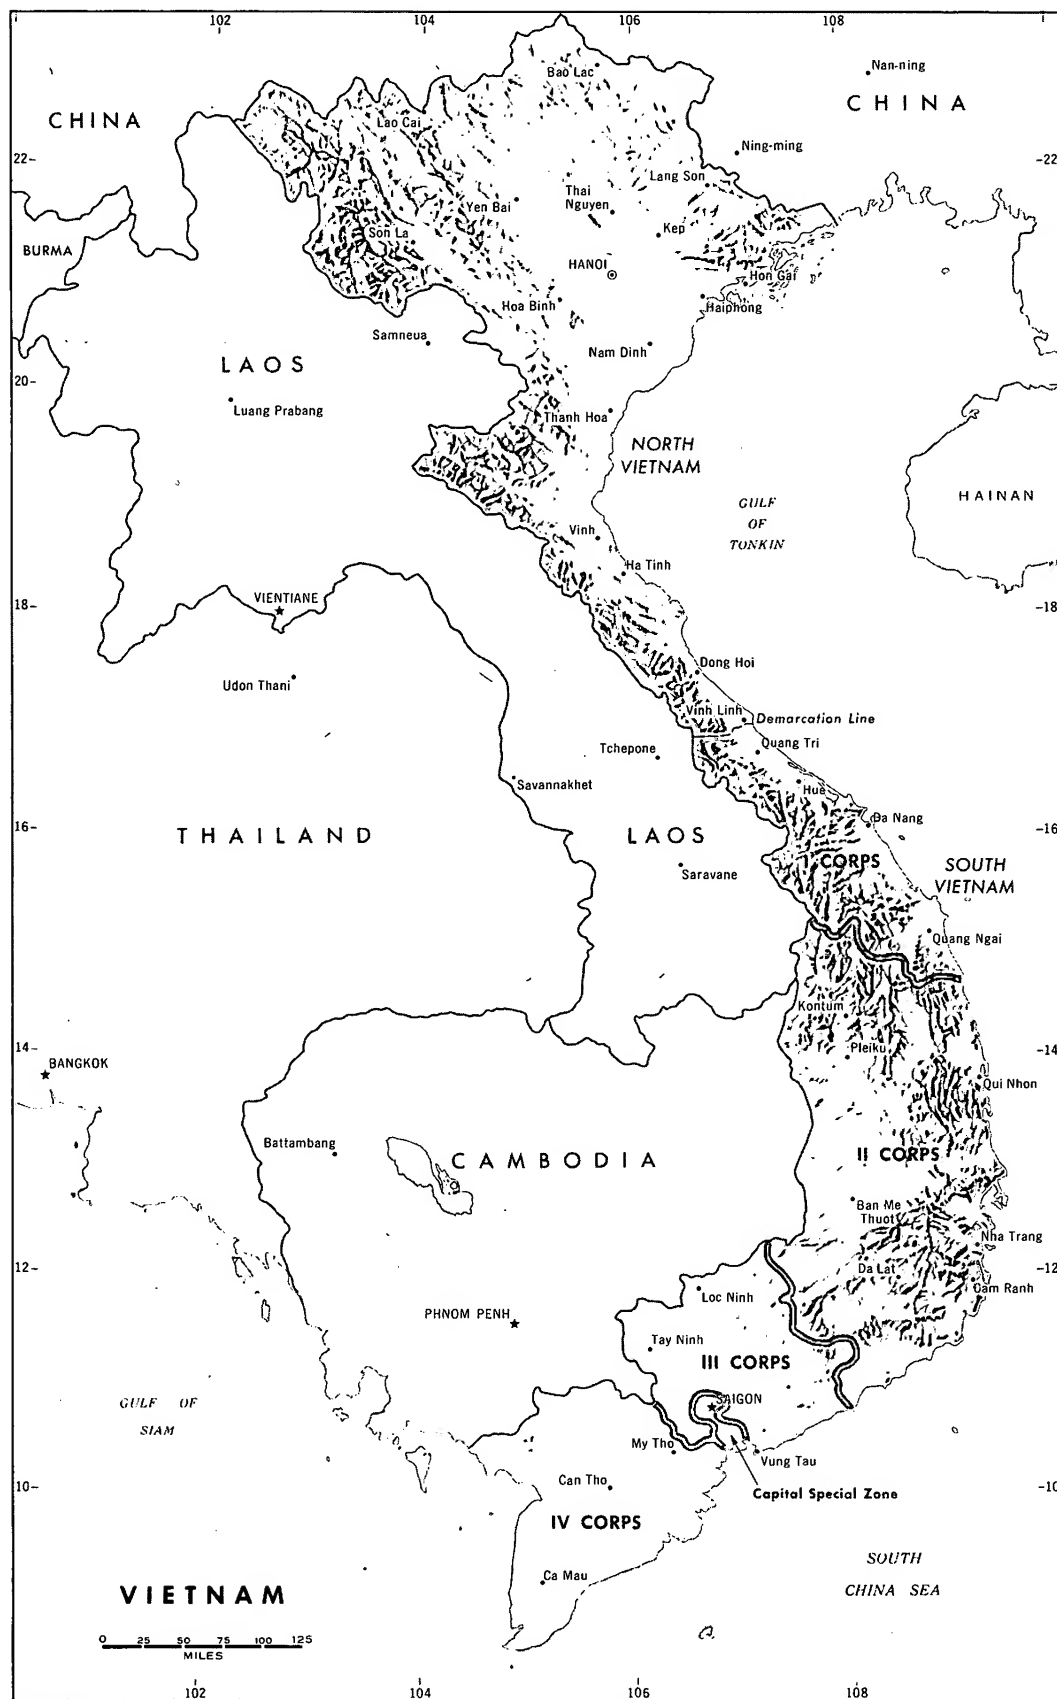 102
104
106
108
Bao Lac
Nan-ning
CHINA
CHINA
Lao Cai
22-
-22
Ning-ming
Lang Son
Thai
Nguyen
Yen Bai
Kep
Son La
BURMA
HANOI
Hon Gai
Hoa Binh
Haiphong
Samneua
Nam Dinh
LAOS
20-
-20
Luang Prabang
Thanh Hoa
NORTH
VIETNAM
HAINAN
GULF
OF
TONKIN
Vinh
Ha Tinh
VIENTIANE
18-
-18
Dong Hoi
Udon Thani
Vinh Linh
Demarcation Line
Quang Tri
Tchepone
Savannakhet
Hue
Da Nang
16-
-16
THAILAND
LAOS
I CORPS
SOUTH
VIETNAM
Saravane
Quang Ngai
Kontum
14-
-14
Pleiku
BANGKOK
Qui Nhon
Battambang
CAMBODIA
II CORPS
Ban Me
Thuot
Nha Trang
12-
-12
Da Lat
Cam Ranh
Loc Ninh
PHNOM PENH
Tay Ninh
III CORPS
SAIGON
GULF OF
SIAM
My Tho
Vung Tau
Can Tho
10-
-10
Capital Special Zone
IV CORPS
SOUTH
CHINA SEA
Ca Mau
VIETNAM
0 25 50 75 100 125
MILES
102
104
106
108